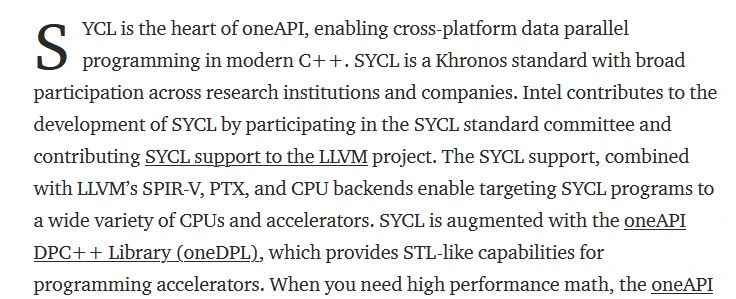 SYCL is the heart of oneAPI, enabling cross-platform data parallel
programming in modern C++. SYCL is a Khronos standard with broad
participation across research institutions and companies. Intel contributes to the
development of SYCL by participating in the SYCL standard committee and
contributing SYCL support to the LLVM project. The SYCL support, combined
with LLVM’s SPIR-V, PTX, and CPU backends enable targeting SYCL programs to
a wide variety of CPUs and accelerators. SYCL is augmented with the oneAPI
DPC++ Library (oneDPL), which provides STL-like capabilities for
programming accelerators. When you need high performance math, the oneAPI